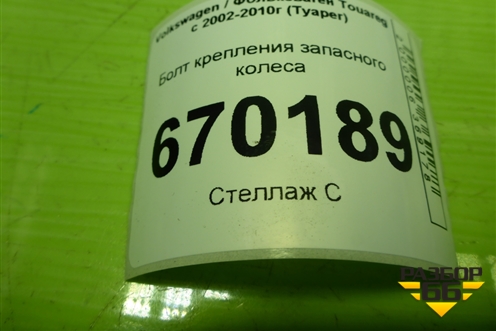 Volkswagen / Фольксваген Touareg
с 2002-2010г (Туарег)
Болт крепления запасного
колеса
670189
Стеллаж С
РАЗБОР
66